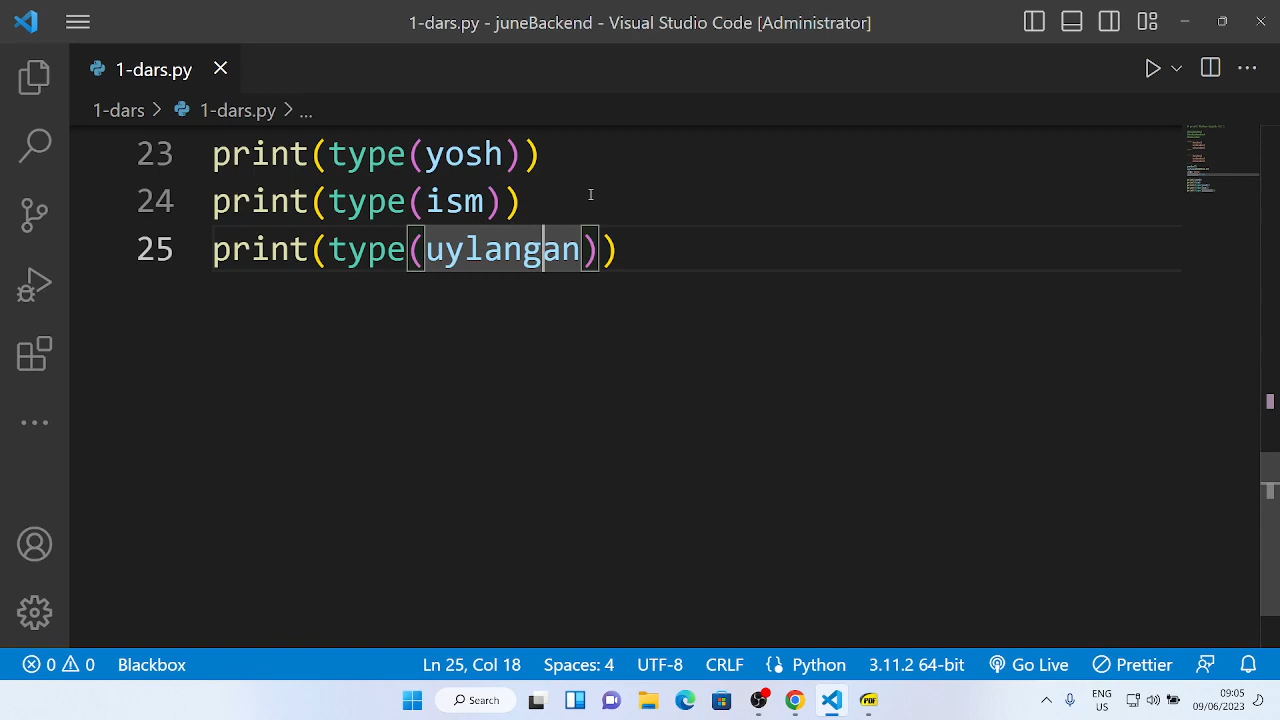 1-dars.py - juneBackend - Visual Studio Code [Administrator]
1-dars.py
1-dars > 1-dars.py > ...
23 print(type(yosh))
24 print(type(ism))
25 print(type(uylangan))
0 0 Blackbox Ln 25, Col 18 Spaces: 4 UTF-8 CRLF Python 3.11.2 64-bit Go Live Prettier
Search PDF ENG US 09:05 09/06/2023